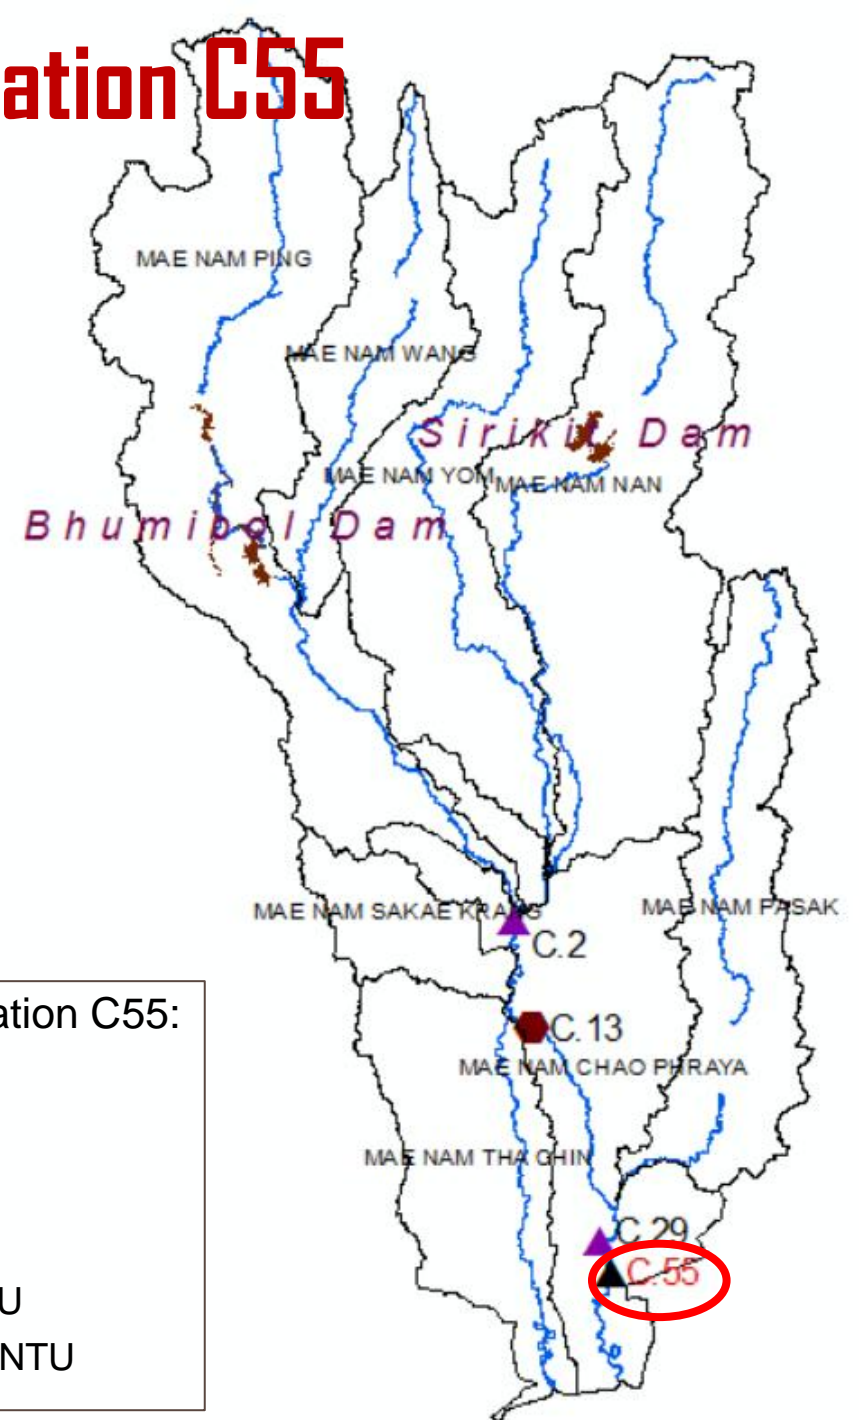 ation C55
MAE NAM PING
MAE NAM WANG
Sirikit Dam
MAE NAM YOM
MAE NAM NAN
Bhumibol Dam
MAE NAM SAKAE KRANG
MAE NAM PASAK
C.2
ation C55:
C.13
MAE NAM CHAO PHRAYA
MAE NAM THA CHIN
C.29
C.55
U
NTU